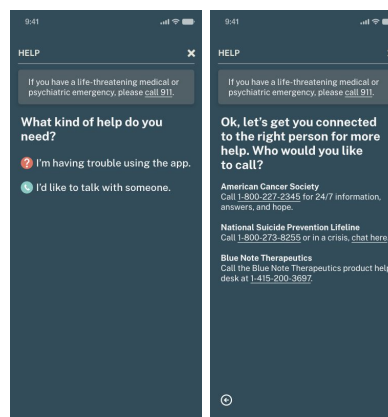 9:41
HELP
If you have a life-threatening medical or
psychiatric emergency, please call 911.
What kind of help do you
need?
I'm having trouble using the app.
I'd like to talk with someone.
9:41
HELP
If you have a life-threatening medical or
psychiatric emergency, please call 911.
Ok, let's get you connected
to the right person for more
help. Who would you like
to call?
American Cancer Society
Call 1-800-227-2345 for 24/7 information,
answers, and hope.
National Suicide Prevention Lifeline
Call 1-800-273-8255 or in a crisis, chat here
Blue Note Therapeutics
Call the Blue Note Therapeutics product help
desk at 1-415-200-3697.